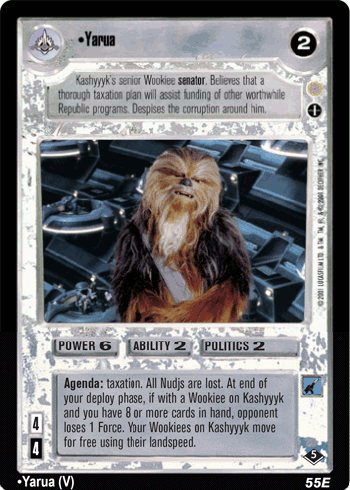 •Yarua
2
Kashyyyk's senior Wookiee senator. Believes that a
thorough taxation plan will assist funding of other worthwhile
Republic programs. Despises the corruption around him.
POWER 6
ABILITY 2
POLITICS 2
Agenda: taxation. All Nudjs are lost. At end of
your deploy phase, if with a Wookiee on Kashyyyk
and you have 8 or more cards in hand, opponent
loses 1 Force. Your Wookiees on Kashyyyk move
for free using their landspeed.
4
4
5
•Yarua (V)
55E